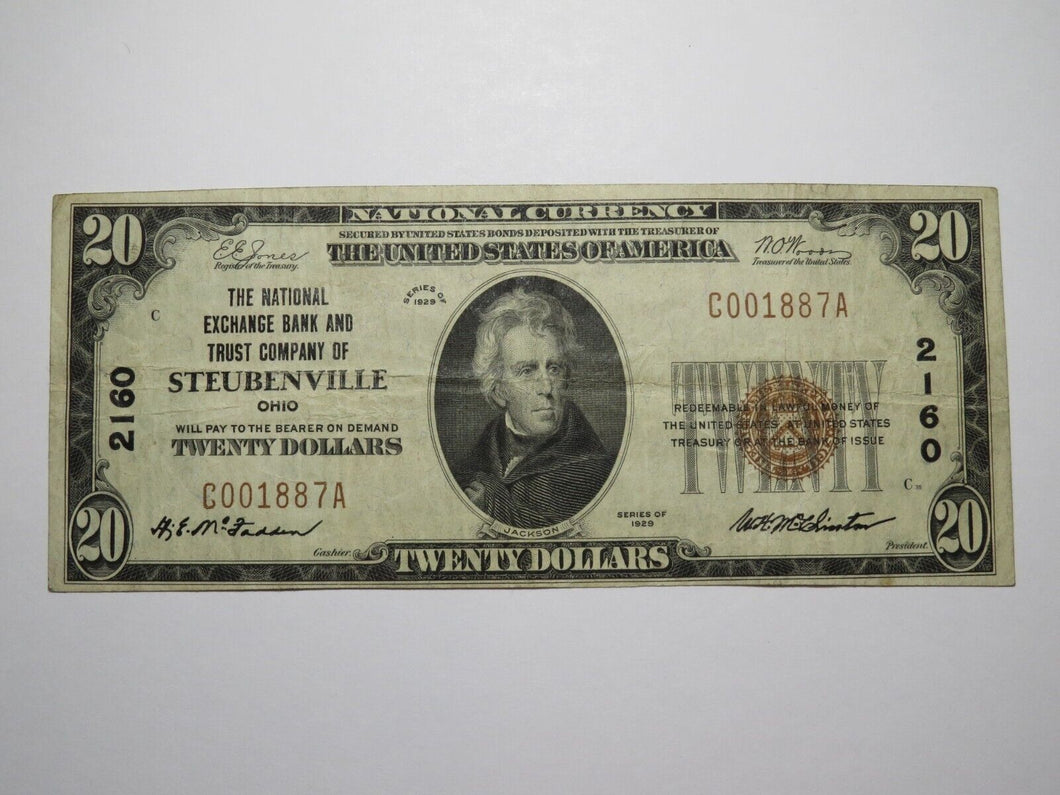 20 NATIONAL CURRENCY 20
SECURED BY UNITED STATES BONDS DEPOSITED WITH THE TREASURER OF
THE UNITED STATES OF AMERICA
E.E. Jones
Register of the Treasury.
W.O. Woods
Treasurer of the United States.
THE NATIONAL
EXCHANGE BANK AND
TRUST COMPANY OF
STEUBENVILLE
OHIO
WILL PAY TO THE BEARER ON DEMAND
TWENTY DOLLARS
C
2160
C001887A
SERIES OF
1929
JACKSON
C001887A
2160
TWENTY
REDEEMABLE IN LAWFUL MONEY OF
THE UNITED STATES AT UNITED STATES
TREASURY OR AT THE BANK OF ISSUE
C
SERIES OF
1929
H.E. McFadden
Cashier.
President.
20 TWENTY DOLLARS 20